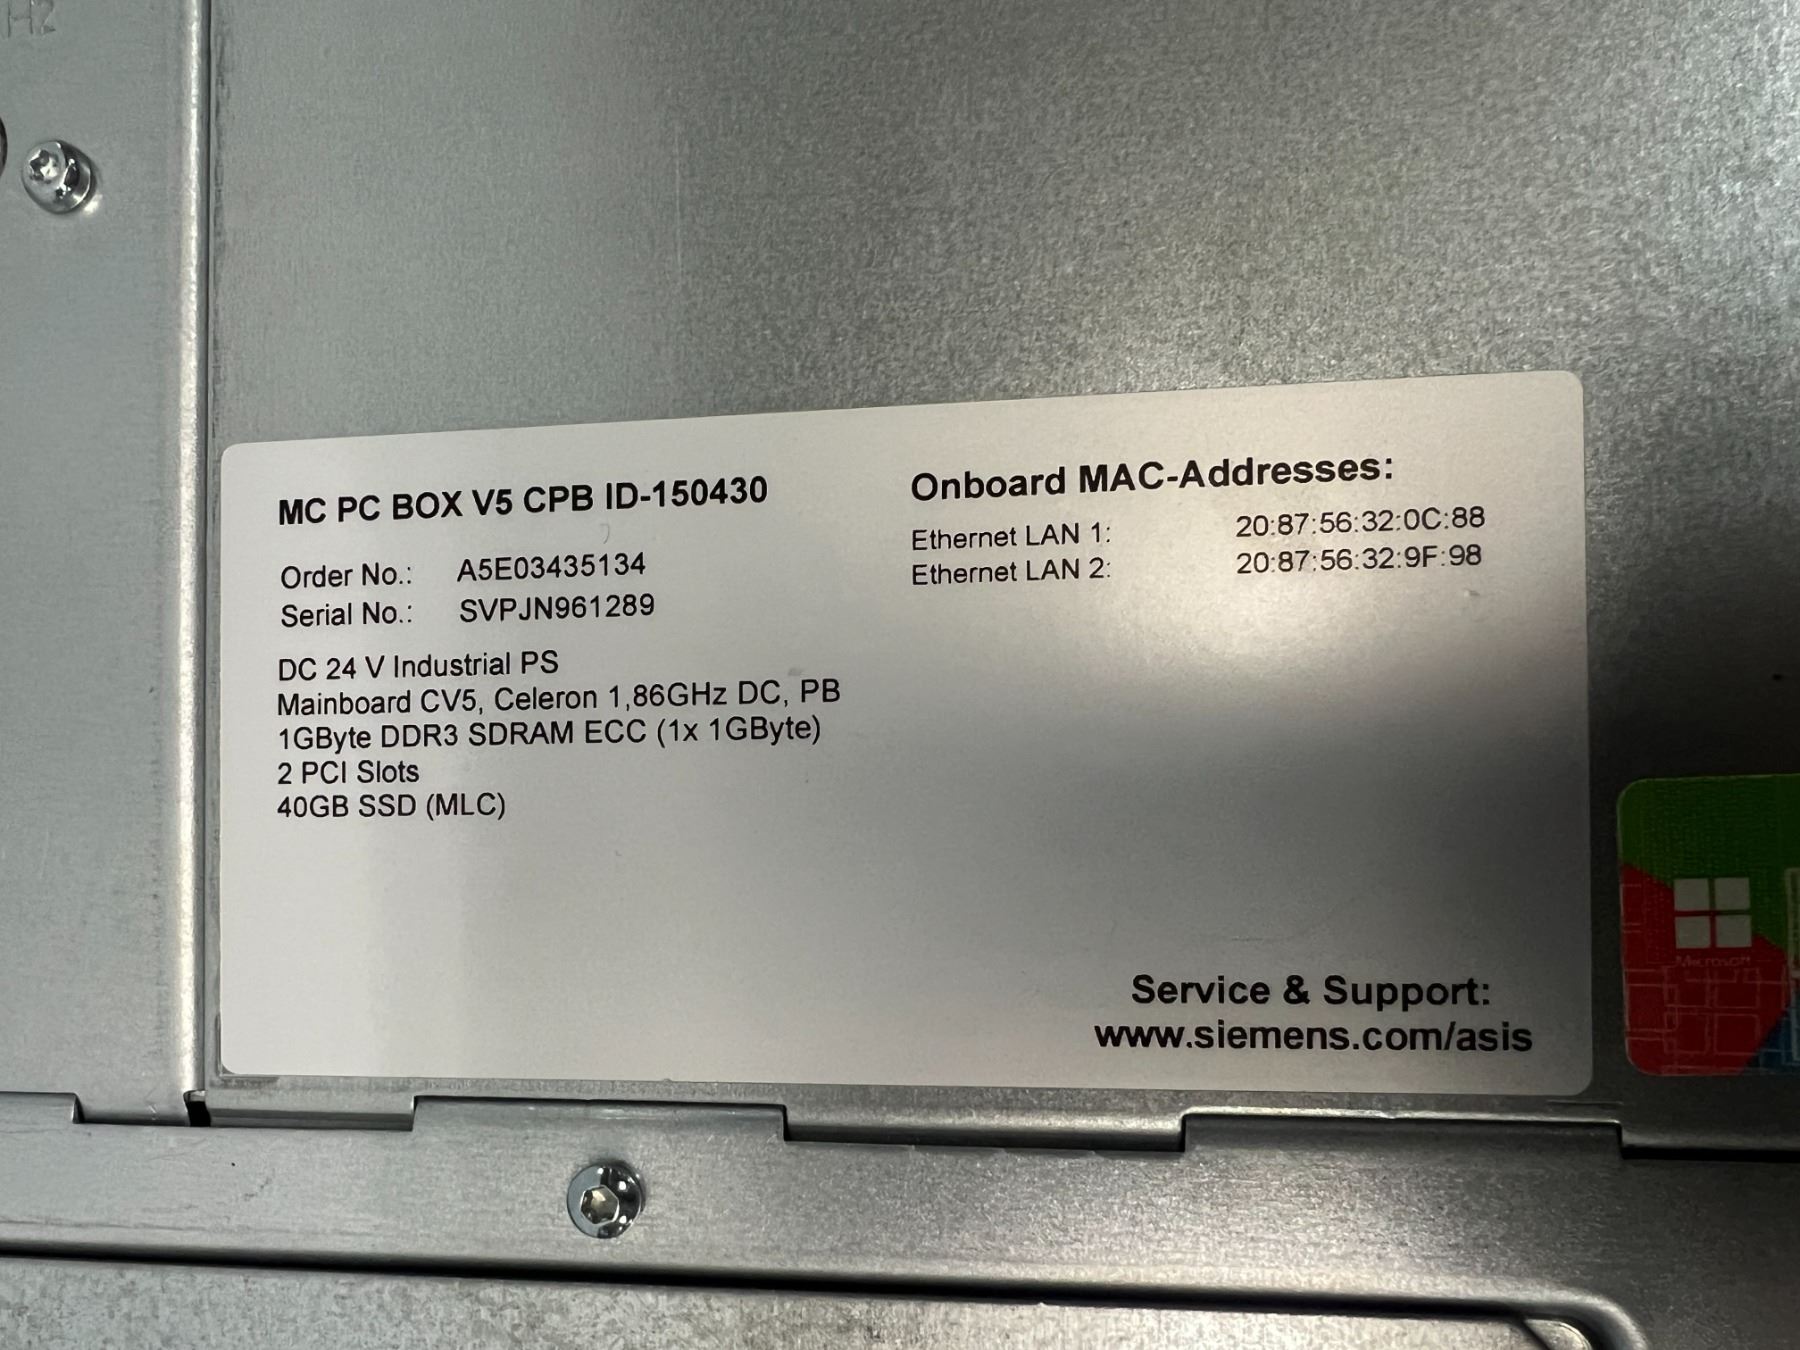 H2
MC PC BOX V5 CPB ID-150430
Order No.: A5E03435134
Serial No.: SVPJN961289
DC 24 V Industrial PS
Mainboard CV5, Celeron 1,86GHz DC, PB
1GByte DDR3 SDRAM ECC (1x 1GByte)
2 PCI Slots
40GB SSD (MLC)
Onboard MAC-Addresses:
Ethernet LAN 1: 20:87:56:32:0C:88
Ethernet LAN 2: 20:87:56:32:9F:98
Service & Support:
www.siemens.com/asis
Microsoft